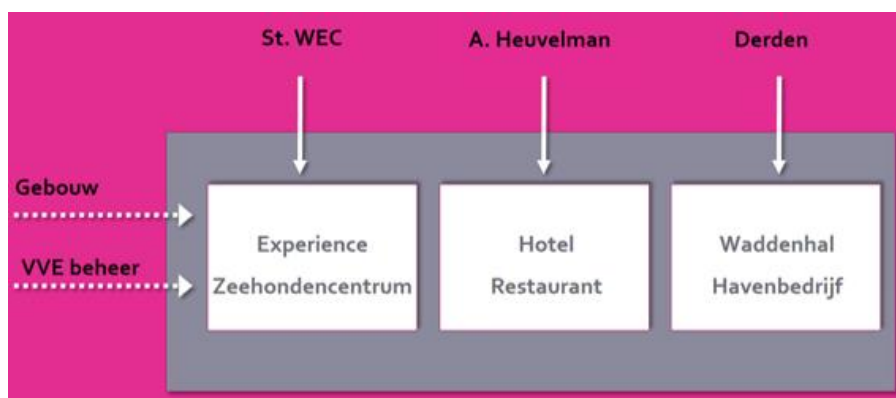 St. WEC
A. Heuvelman
Derden
Gebouw
VVE beheer
Experience
Zeehondencentrum
Hotel
Restaurant
Waddenhal
Havenbedrijf